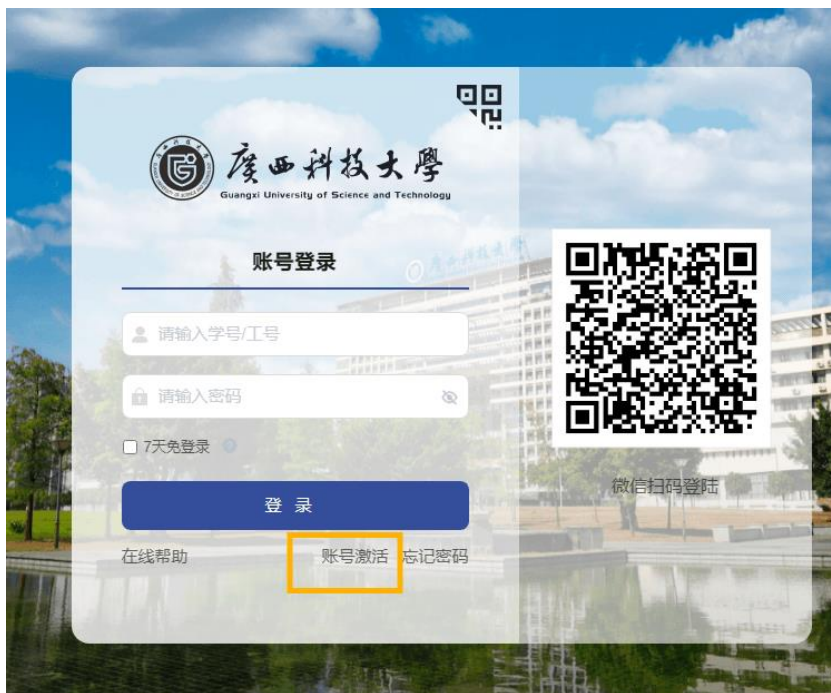 廣西科技大學
Guangxi University of Science and Technology
账号登录
请输入学号/工号
请输入密码
7天免登录
登 录
在线帮助
账号激活
忘记密码
微信扫码登陆